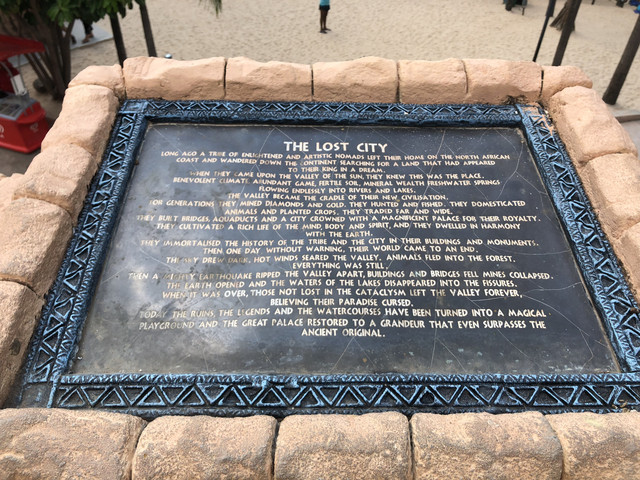 THE LOST CITY
LONG AGO A TRIBE OF ENLIGHTENED AND ARTISTIC NOMADS LEFT THEIR HOME ON THE NORTH AFRICAN
COAST AND WANDERED DOWN THE CONTINENT SEARCHING FOR A LAND THAT HAD APPEARED
TO THEIR KING IN A DREAM.
WHEN THEY CAME UPON THE VALLEY OF THE SUN, THEY KNEW THIS WAS THE PLACE.
BENEVOLENT CLIMATE, ABUNDANT GAME, FERTILE SOIL, MINERAL WEALTH FRESHWATER SPRINGS
FLOWING ENDLESSLY INTO RIVERS AND LAKES.
THE VALLEY BECAME THE CRADLE OF THEIR NEW CIVILISATION.
FOR GENERATIONS THEY MINED DIAMONDS AND GOLD. THEY HUNTED AND FISHED. THEY DOMESTICATED
ANIMALS AND PLANTED CROPS. THEY TRADED FAR AND WIDE.
THEY BUILT BRIDGES, AQUADUCTS AND A CITY CROWNED WITH A MAGNIFICENT PALACE FOR THEIR ROYALTY.
THEY CULTIVATED A RICH LIFE OF THE MIND, BODY AND SPIRIT, AND THEY DWELLED IN HARMONY
WITH THE EARTH.
THEY IMMORTALISED THE HISTORY OF THE TRIBE AND THE CITY IN THEIR BUILDINGS AND MONUMENTS.
THEN ONE DAY WITHOUT WARNING, THEIR WORLD CAME TO AN END.
THE SKY GREW DARK, HOT WINDS SEARED THE VALLEY, ANIMALS FLED INTO THE FOREST.
EVERYTHING WAS STILL.
THEN A MIGHTY EARTHQUAKE RIPPED THE VALLEY APART, BUILDINGS AND BRIDGES FELL MINES COLLAPSED.
THE EARTH OPENED AND THE WATERS OF THE LAKES DISAPPEARED INTO THE FISSURES.
WHEN IT WAS OVER, THOSE NOT LOST IN THE CATACLYSM LEFT THE VALLEY FOREVER,
BELIEVING THEIR PARADISE CURSED.
TODAY THE RUINS, THE LEGENDS AND THE WATERCOURSES HAVE BEEN TURNED INTO A MAGICAL
PLAYGROUND AND THE GREAT PALACE RESTORED TO A GRANDEUR THAT EVEN SURPASSES THE
ANCIENT ORIGINAL.